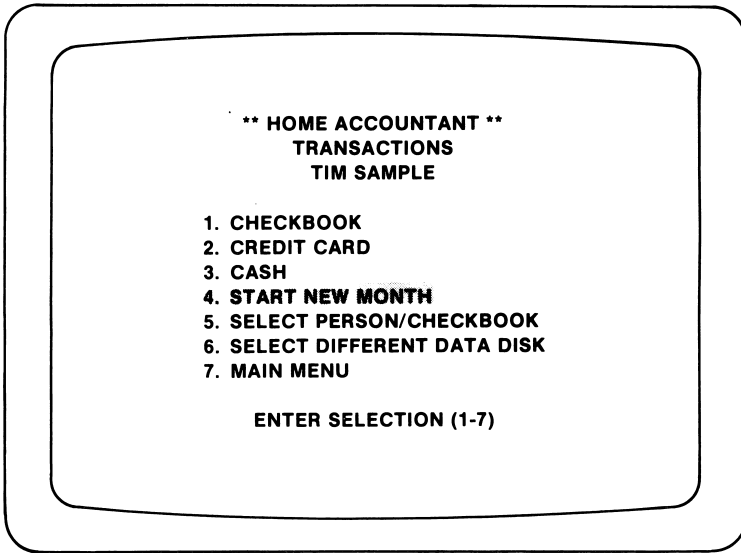 ** HOME ACCOUNTANT **
TRANSACTIONS
TIM SAMPLE
1. CHECKBOOK
2. CREDIT CARD
3. CASH
4. START NEW MONTH
5. SELECT PERSON/CHECKBOOK
6. SELECT DIFFERENT DATA DISK
7. MAIN MENU
ENTER SELECTION (1-7)